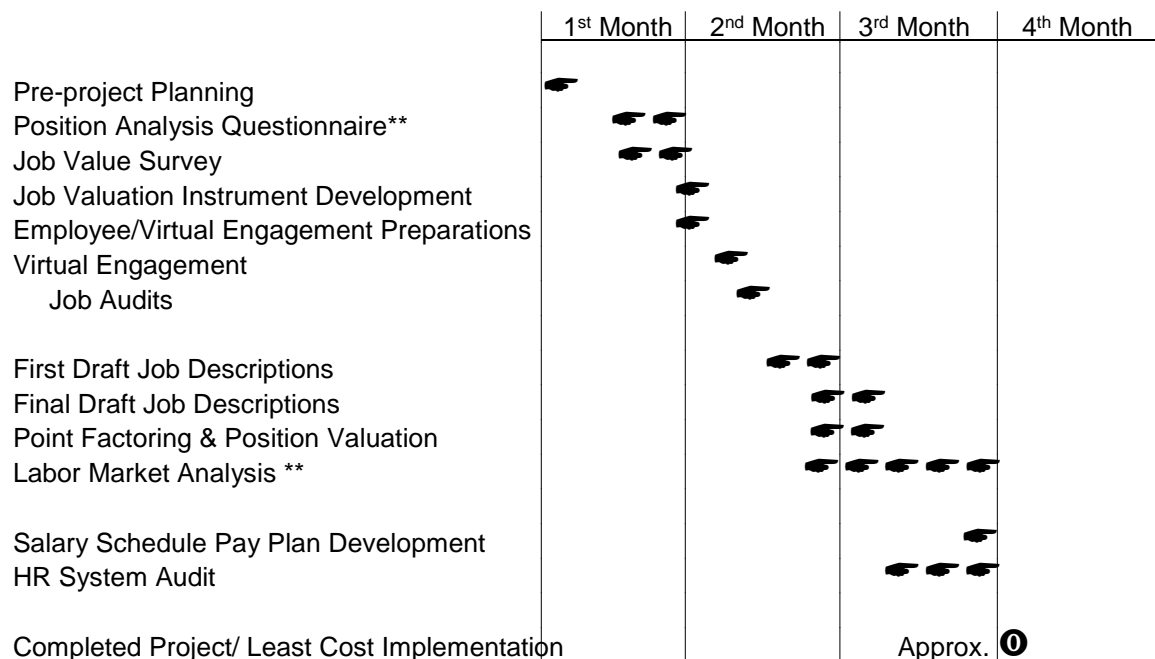 1st Month 2nd Month 3rd Month 4th Month
Pre-project Planning
Position Analysis Questionnaire**
Job Value Survey
Job Valuation Instrument Development
Employee/Virtual Engagement Preparations
Virtual Engagement
Job Audits
First Draft Job Descriptions
Final Draft Job Descriptions
Point Factoring & Position Valuation
Labor Market Analysis **
Salary Schedule Pay Plan Development
HR System Audit
Completed Project/ Least Cost Implementation Approx. ⓿